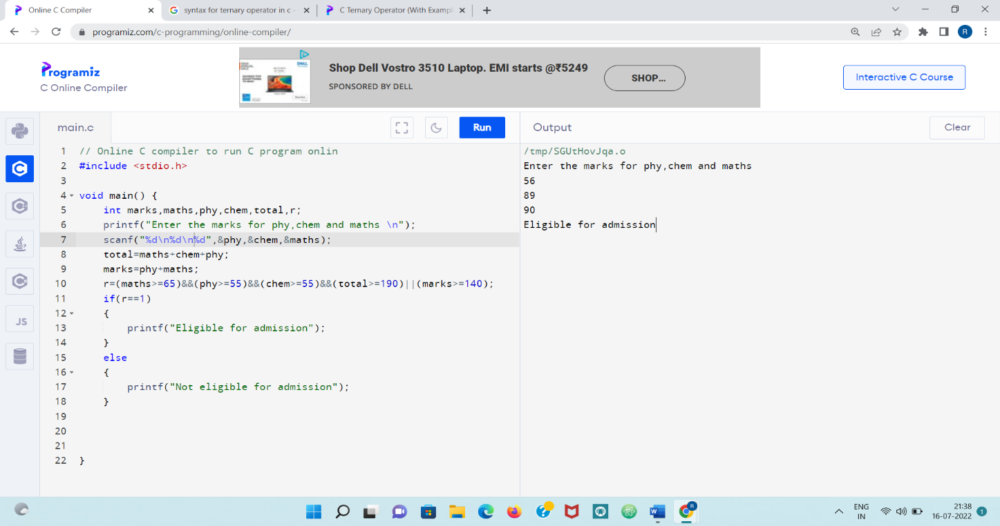 Online C Compiler
syntax for ternary operator in c -
C Ternary Operator (With Exampl
programiz.com/c-programming/online-compiler/
R
Programiz
C Online Compiler
DELL
Shop Dell Vostro 3510 Laptop. EMI starts @₹5249
SPONSORED BY DELL
SHOP...
Interactive C Course
main.c
Run
Output
Clear
1 // Online C compiler to run C program onlin
2 #include <stdio.h>
3
4 void main() {
5 int marks,maths,phy,chem,total,r;
6 printf("Enter the marks for phy,chem and maths \n");
7 scanf("%d\n%d\n%d",&phy,&chem,&maths);
8 total=maths+chem+phy;
9 marks=phy+maths;
10 r=(maths>=65)&&(phy>=55)&&(chem>=55)&&(total>=190)||(marks>=140);
11 if(r==1)
12 {
13 printf("Eligible for admission");
14 }
15 else
16 {
17 printf("Not eligible for admission");
18 }
19
20
21
22 }
/tmp/SGUtHovJqa.o
Enter the marks for phy,chem and maths
56
89
90
Eligible for admission
JS
ENG
IN
21:38
16-07-2022
1